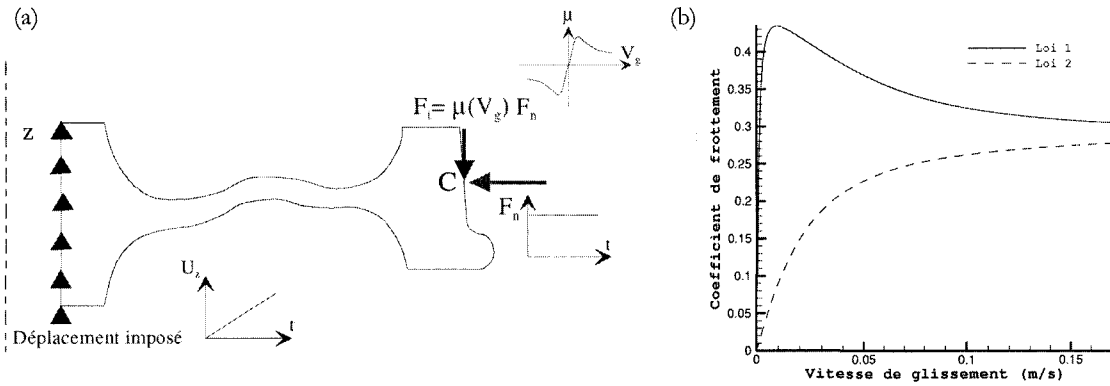 (a)
(b)
μ
V_g
F_t = μ(V_g) F_n
z
C
F_n
t
U_z
t
Déplacement imposé
Coefficient de frottement
0.4
0.35
0.3
0.25
0.2
0.15
0.1
0.05
0
Loi 1
Loi 2
0
0.05
0.1
0.15
Vitesse de glissement (m/s)